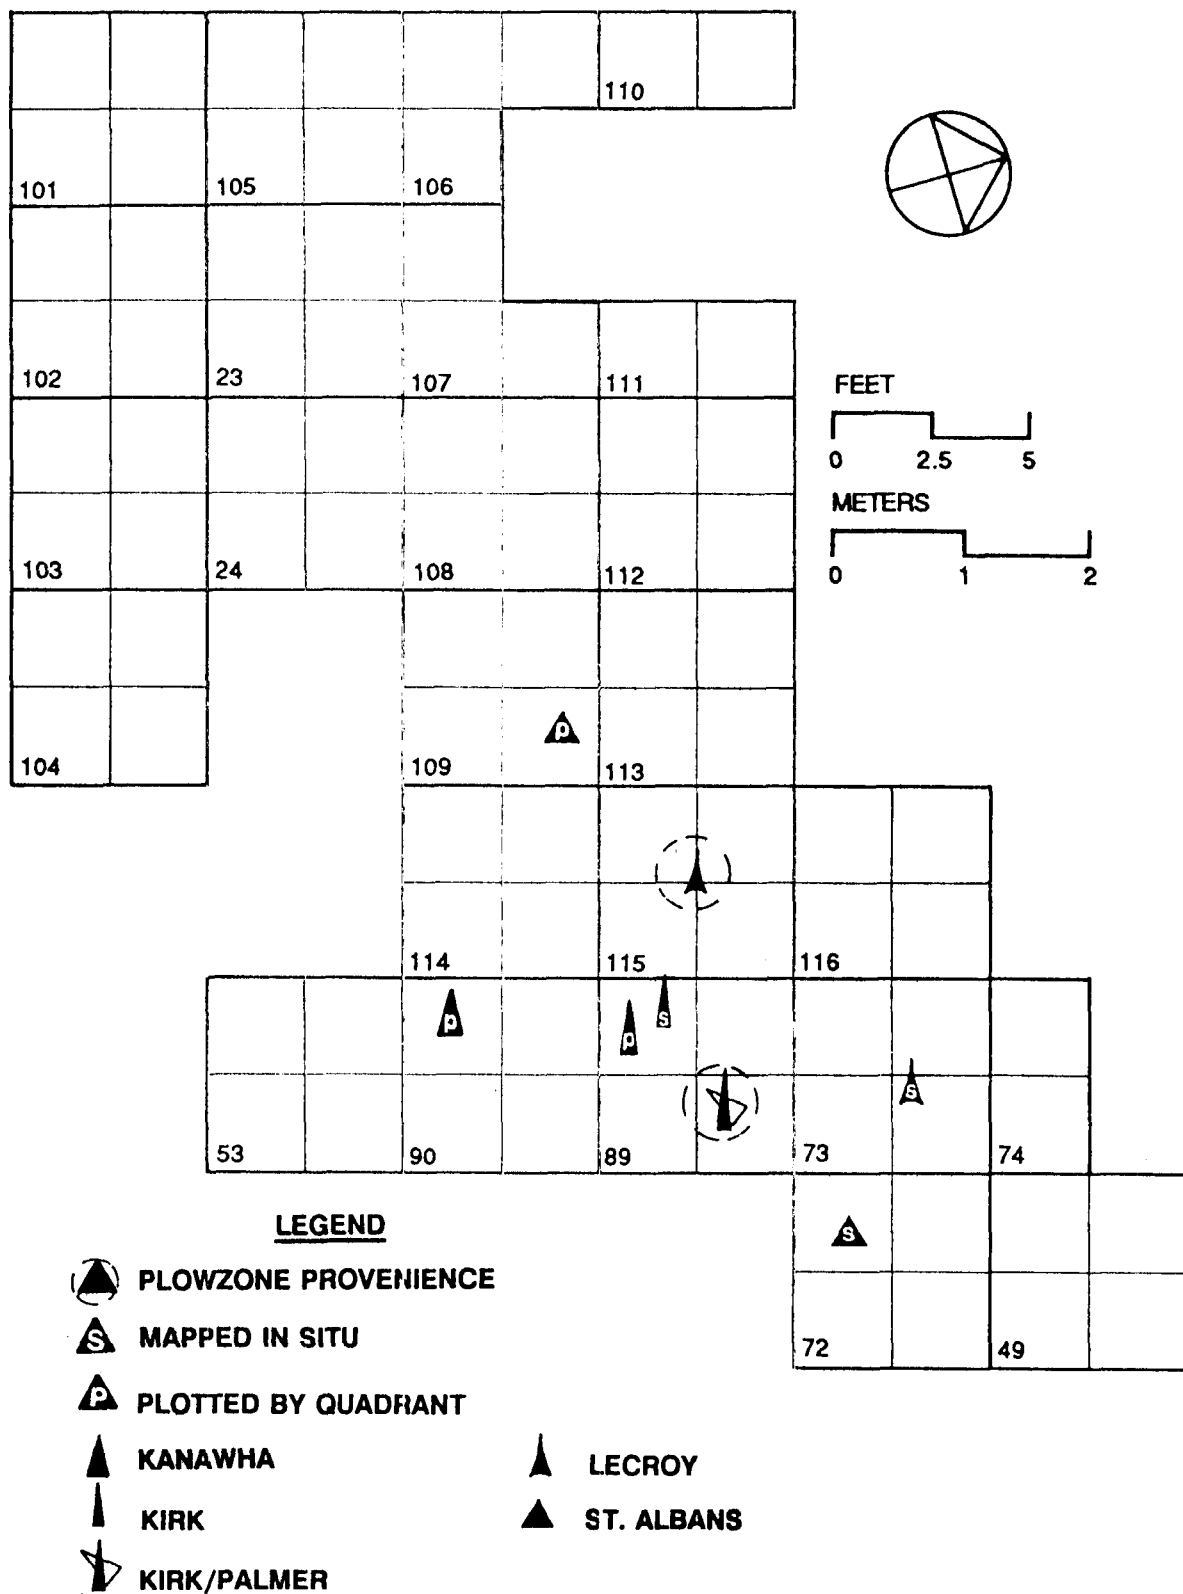 110
101 105 106
102 23 107 111
FEET
0 2.5 5
METERS
0 1 2
103 24 108 112
p
104 109 113
114 115 116
p p s
s
53 90 89 73 74
s
72 49
LEGEND
PLOWZONE PROVENIENCE
s MAPPED IN SITU
p PLOTTED BY QUADRANT
KANAWHA
KIRK
KIRK/PALMER
LECROY
ST. ALBANS